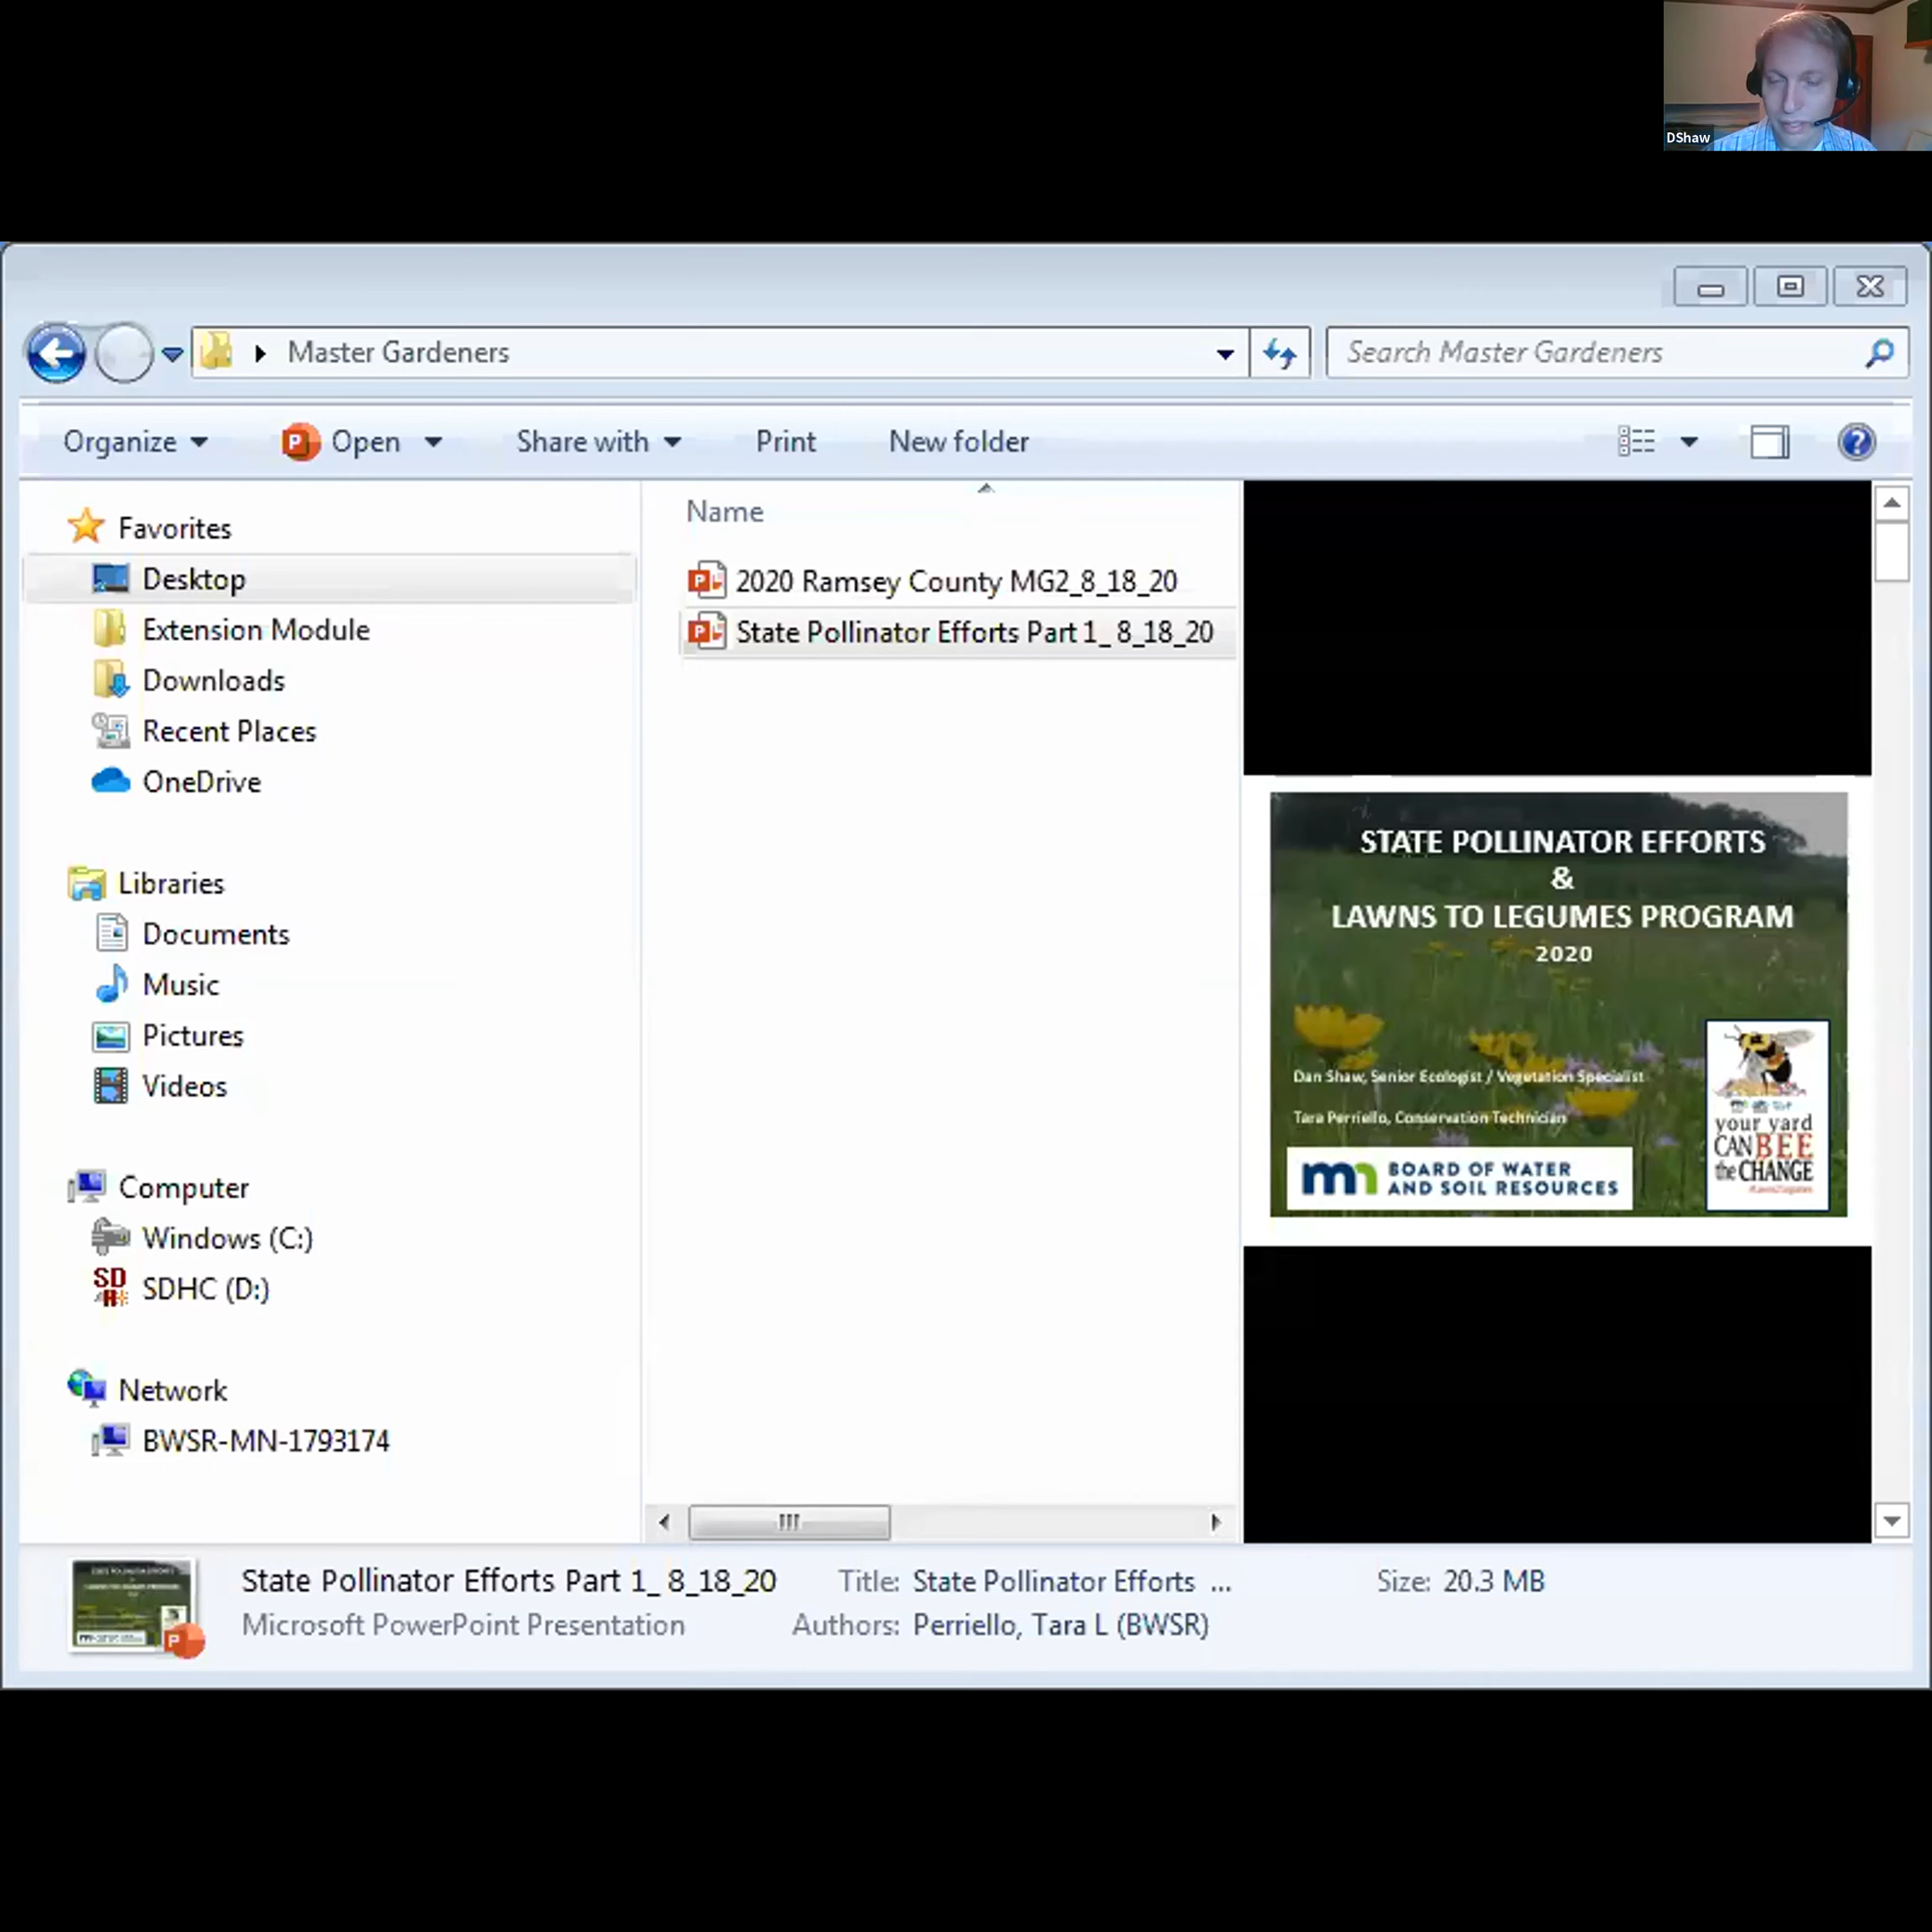 DShaw
Master Gardeners
Search Master Gardeners
Organize
Open
Share with
Print
New folder
Favorites
Desktop
Extension Module
Downloads
Recent Places
OneDrive
Libraries
Documents
Music
Pictures
Videos
Computer
Windows (C:)
SD
SDHC (D:)
Network
BWSR-MN-1793174
Name
2020 Ramsey County MG2_8_18_20
State Pollinator Efforts Part 1_ 8_18_20
STATE POLLINATOR EFFORTS
&
LAWNS TO LEGUMES PROGRAM
2020
Dan Shaw, Senior Ecologist / Vegetation Specialist
Tara Perriello, Conservation Technician
mn BOARD OF WATER
AND SOIL RESOURCES
your yard
CAN BEE
the CHANGE
State Pollinator Efforts Part 1_ 8_18_20
Microsoft PowerPoint Presentation
Title: State Pollinator Efforts ...
Authors: Perriello, Tara L (BWSR)
Size: 20.3 MB